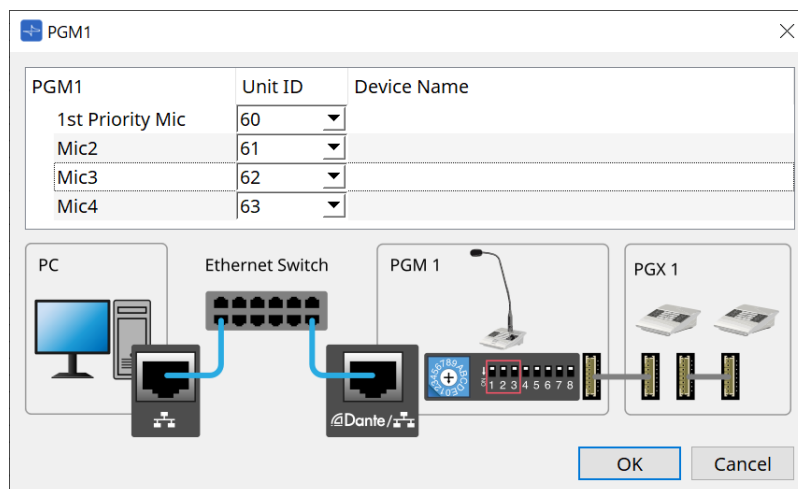 PGM1
PGM1 Unit ID Device Name
1st Priority Mic 60
Mic2 61
Mic3 62
Mic4 63
PC Ethernet Switch PGM 1 PGX 1
1 2 3 4 5 6 7 8
Dante/
OK Cancel